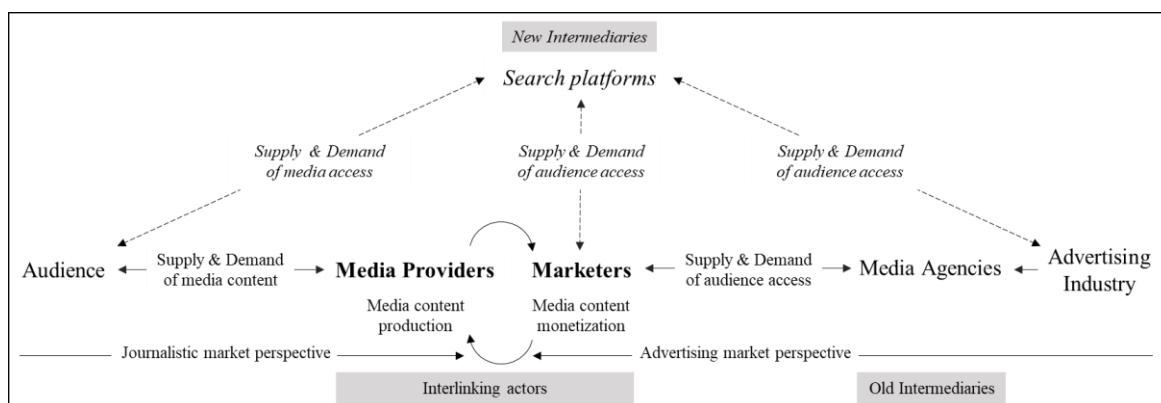 New Intermediaries
Search platforms
Supply & Demand
of media access
Supply & Demand
of audience access
Supply & Demand
of audience access
Audience
Supply & Demand
of media content
Media Providers
Marketers
Supply & Demand
of audience access
Media Agencies
Advertising
Industry
Media content
production
Media content
monetization
Journalistic market perspective
Advertising market perspective
Interlinking actors
Old Intermediaries